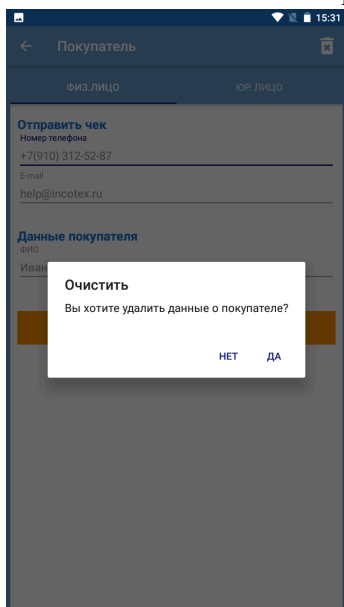 15:31
Покупатель
ФИЗ.ЛИЦО
ЮР. ЛИЦО
Отправить чек
Номер телефона
+7(910) 312-52-87
E-mail
help@incotex.ru
Данные покупателя
ФИО
Иван
Очистить
Вы хотите удалить данные о покупателе?
НЕТ ДА